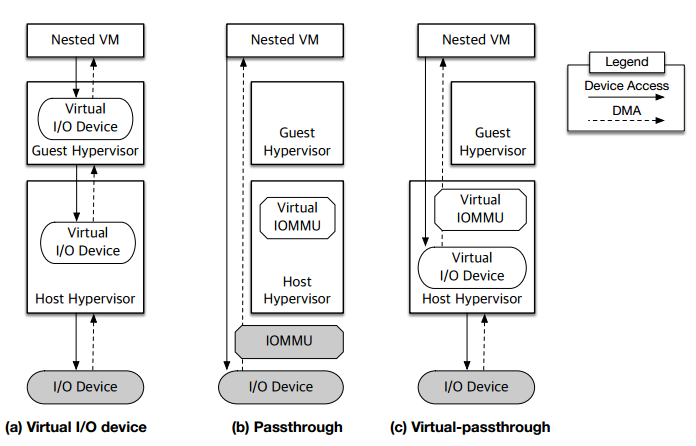 Nested VM
Virtual
I/O Device
Guest Hypervisor
Virtual
I/O Device
Host Hypervisor
I/O Device
(a) Virtual I/O device
Nested VM
Guest
Hypervisor
Virtual
IOMMU
Host
Hypervisor
IOMMU
I/O Device
(b) Passthrough
Nested VM
Guest
Hypervisor
Virtual
IOMMU
Virtual
I/O Device
Host Hypervisor
I/O Device
(c) Virtual-passthrough
Legend
Device Access
DMA